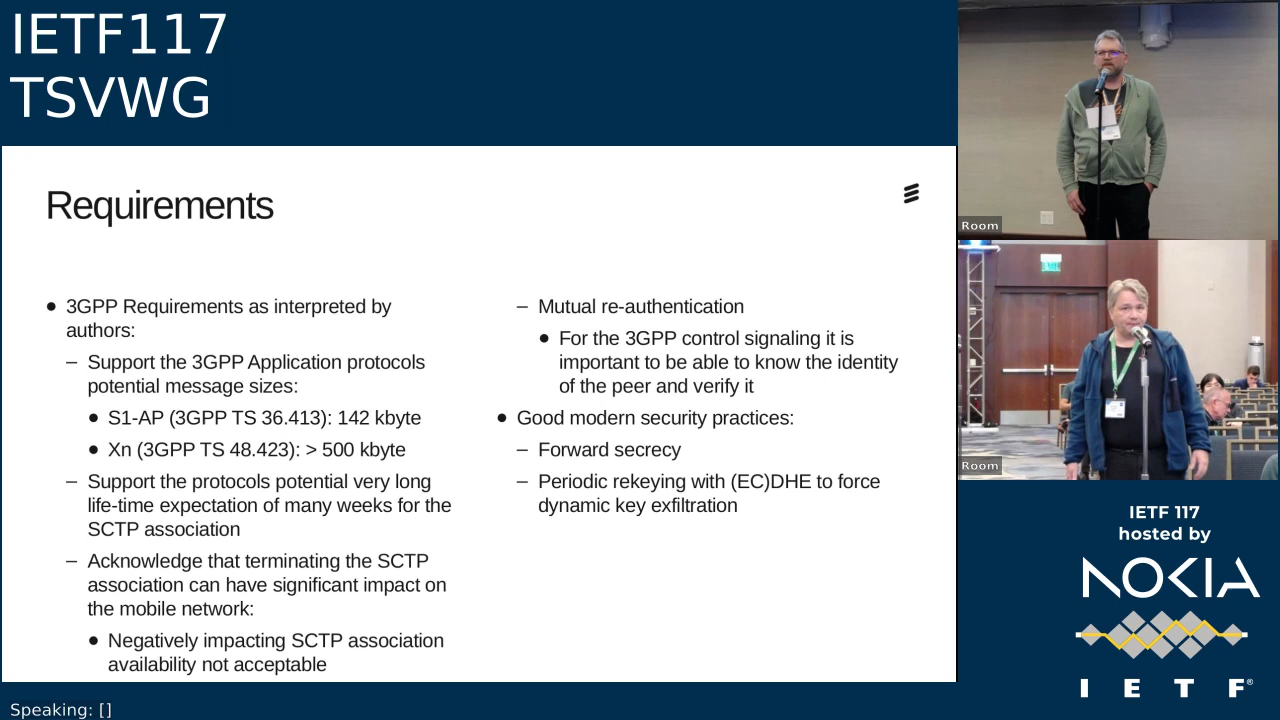 IETF117
TSVWG
Requirements
● 3GPP Requirements as interpreted by
authors:
– Support the 3GPP Application protocols
potential message sizes:
● S1-AP (3GPP TS 36.413): 142 kbyte
● Xn (3GPP TS 48.423): > 500 kbyte
– Support the protocols potential very long
life-time expectation of many weeks for the
SCTP association
– Acknowledge that terminating the SCTP
association can have significant impact on
the mobile network:
● Negatively impacting SCTP association
availability not acceptable
– Mutual re-authentication
● For the 3GPP control signaling it is
important to be able to know the identity
of the peer and verify it
● Good modern security practices:
– Forward secrecy
– Periodic rekeying with (EC)DHE to force
dynamic key exfiltration
Room
Room
IETF 117
hosted by
NOKIA
I E T F®
Speaking: []